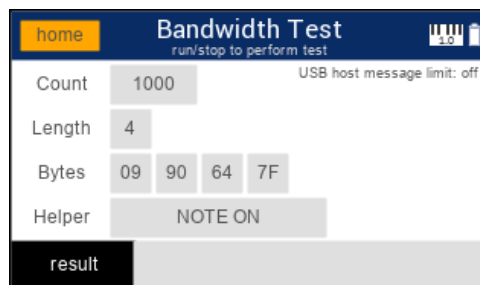 home
Bandwidth Test
run/stop to perform test
1.0
USB host message limit: off
Count 1000
Length 4
Bytes 09 90 64 7F
Helper NOTE ON
result